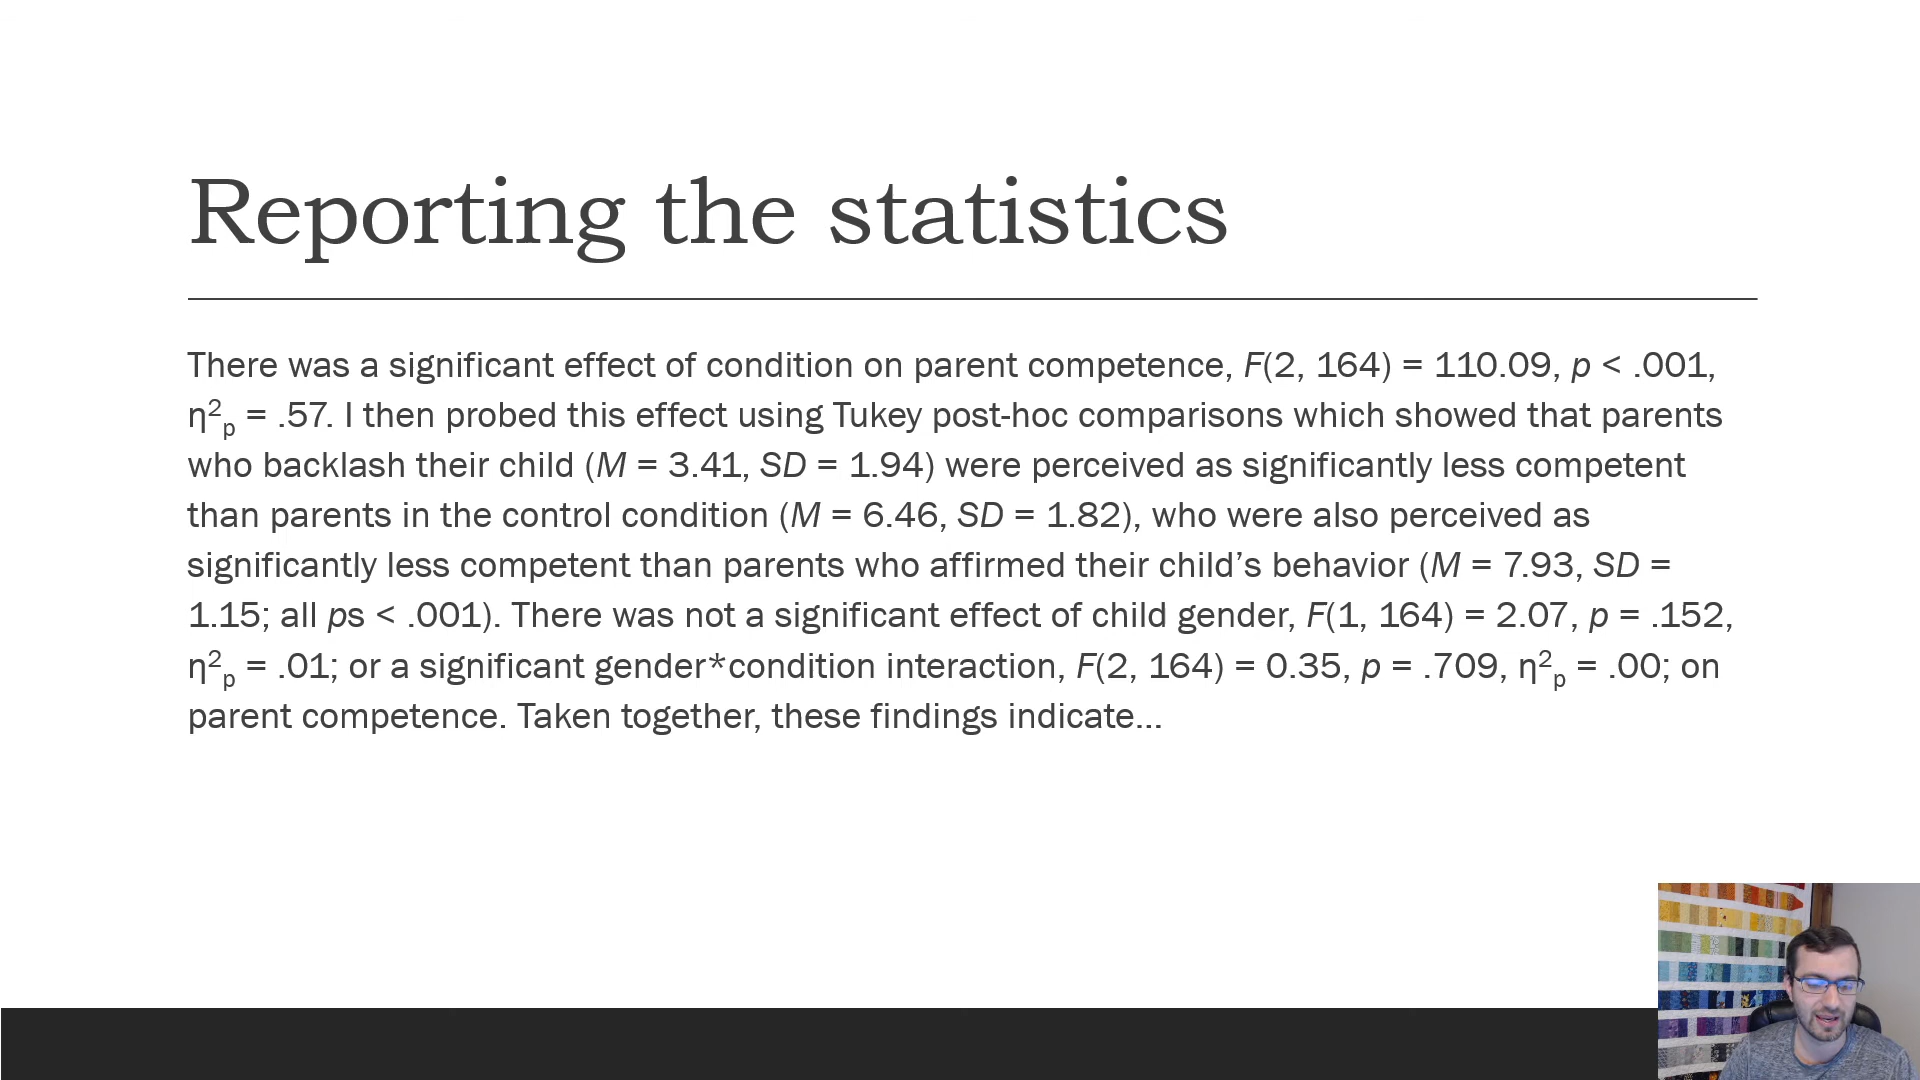 Reporting the statistics
There was a significant effect of condition on parent competence, F(2, 164) = 110.09, p < .001,
η²ₚ = .57. I then probed this effect using Tukey post-hoc comparisons which showed that parents
who backlash their child (M = 3.41, SD = 1.94) were perceived as significantly less competent
than parents in the control condition (M = 6.46, SD = 1.82), who were also perceived as
significantly less competent than parents who affirmed their child’s behavior (M = 7.93, SD =
1.15; all ps < .001). There was not a significant effect of child gender, F(1, 164) = 2.07, p = .152,
η²ₚ = .01; or a significant gender*condition interaction, F(2, 164) = 0.35, p = .709, η²ₚ = .00; on
parent competence. Taken together, these findings indicate…